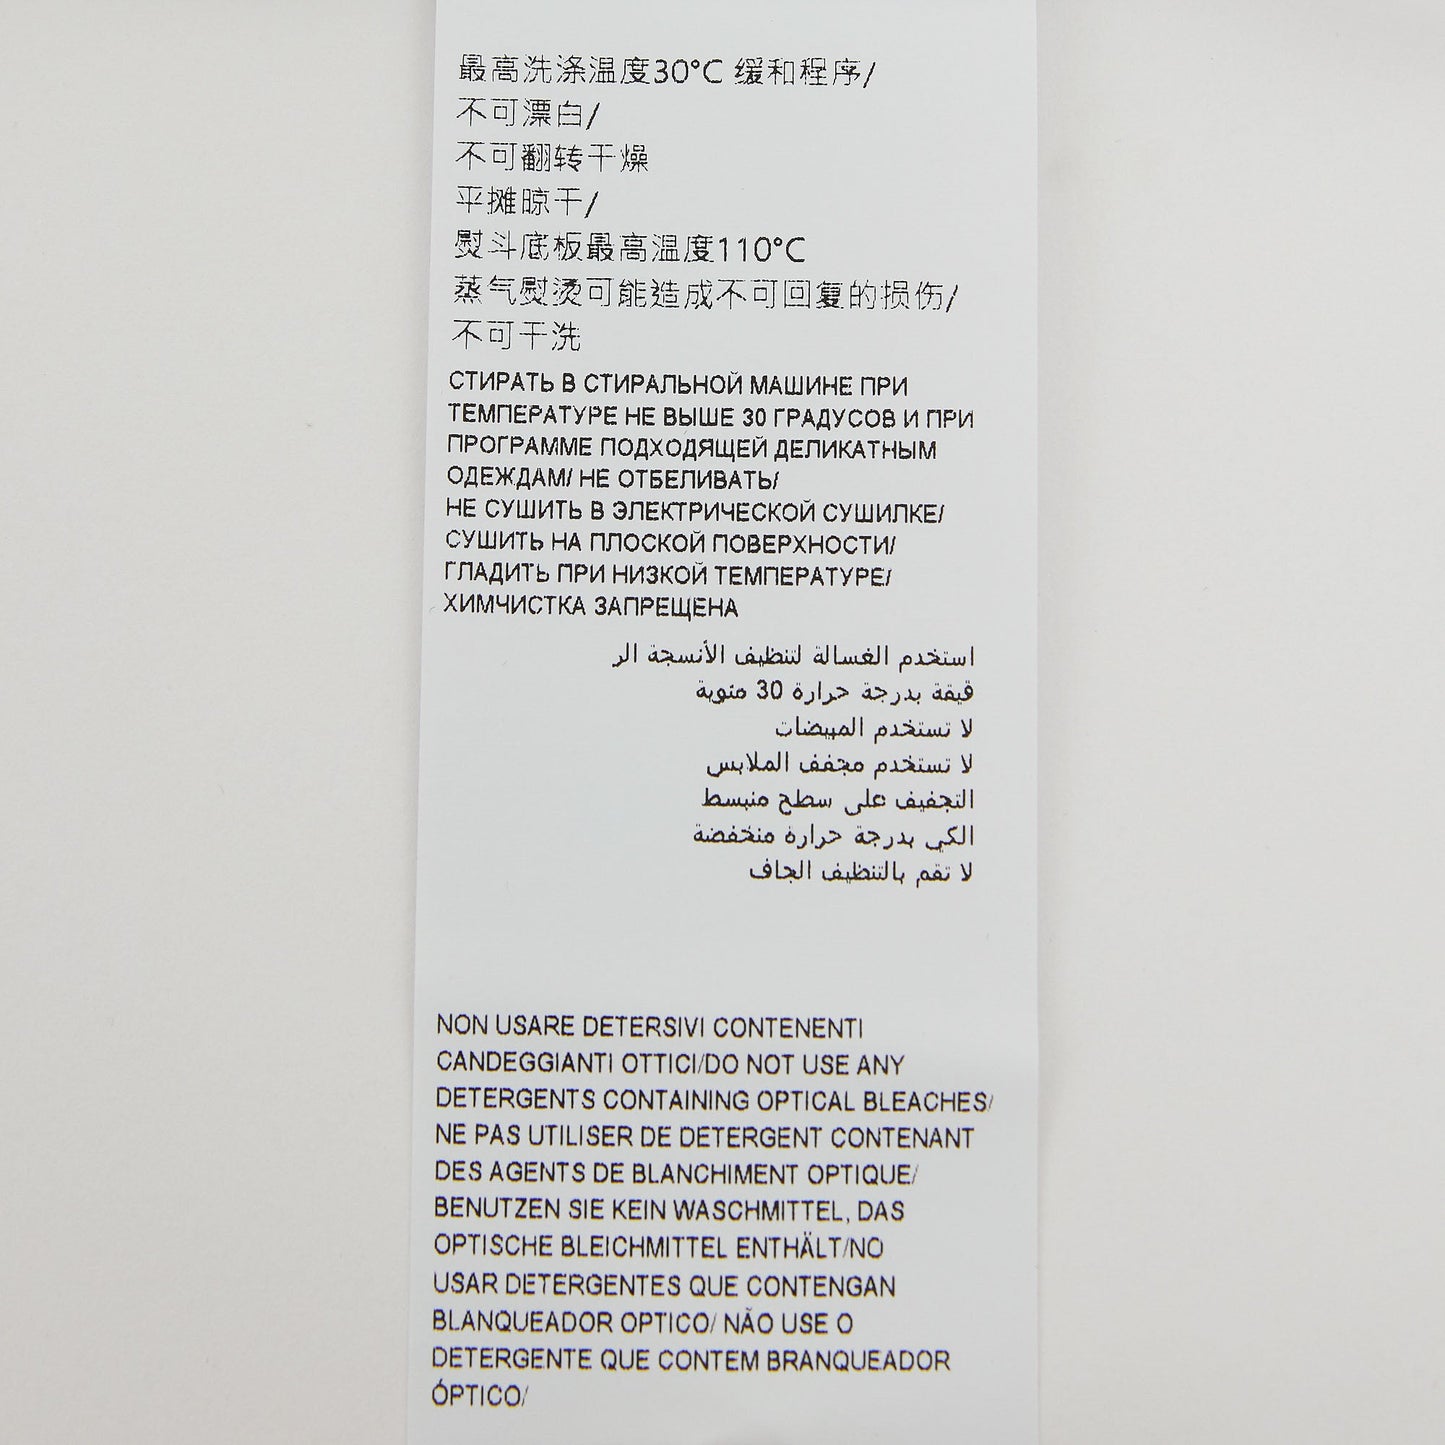 最高洗涤温度30°C 缓和程序/
不可漂白/
不可翻转干燥
平摊晾干/
熨斗底板最高温度110°C
蒸气熨烫可能造成不可回复的损伤/
不可干洗
СТИРАТЬ В СТИРАЛЬНОЙ МАШИНЕ ПРИ
ТЕМПЕРАТУРЕ НЕ ВЫШЕ 30 ГРАДУСОВ И ПРИ
ПРОГРАММЕ ПОДХОДЯЩЕЙ ДЕЛИКАТНЫМ
ОДЕЖДАМ/ НЕ ОТБЕЛИВАТЬ/
НЕ СУШИТЬ В ЭЛЕКТРИЧЕСКОЙ СУШИЛКЕ/
СУШИТЬ НА ПЛОСКОЙ ПОВЕРХНОСТИ/
ГЛАДИТЬ ПРИ НИЗКОЙ ТЕМПЕРАТУРЕ/
ХИМЧИСТКА ЗАПРЕЩЕНА
استخدم الغسالة لتنظيف الأنسجة الر
قيقة بدرجة حرارة 30 مئوية
لا تستخدم المبيضات
لا تستخدم مجفف الملابس
التجفيف على سطح منبسط
الكي بدرجة حرارة منخفضة
لا تقم بالتنظيف الجاف
NON USARE DETERSIVI CONTENENTI
CANDEGGIANTI OTTICI/DO NOT USE ANY
DETERGENTS CONTAINING OPTICAL BLEACHES/
NE PAS UTILISER DE DETERGENT CONTENANT
DES AGENTS DE BLANCHIMENT OPTIQUE/
BENUTZEN SIE KEIN WASCHMITTEL, DAS
OPTISCHE BLEICHMITTEL ENTHÄLT/NO
USAR DETERGENTES QUE CONTENGAN
BLANQUEADOR OPTICO/ NÃO USE O
DETERGENTE QUE CONTEM BRANQUEADOR
ÓPTICO/